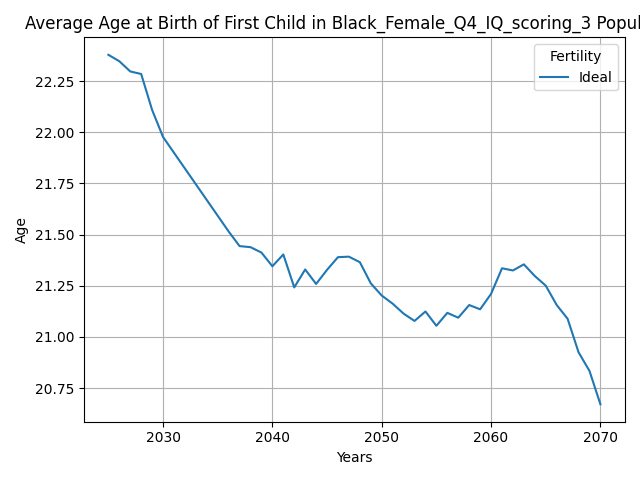 Average Age at Birth of First Child in Black_Female_Q4_IQ_scoring_3 Popul
Fertility
Ideal
22.25
22.00
21.75
21.50
21.25
21.00
20.75
Age
2030 2040 2050 2060 2070
Years